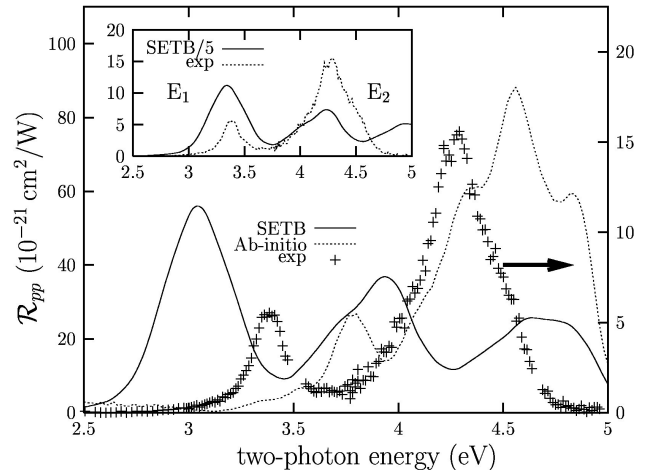 SETB/5
exp
E1
E2
20
15
10
5
0
2.5 3 3.5 4 4.5 5
100
80
60
40
20
0
20
15
10
5
0
SETB
Ab-initio
exp
2.5 3 3.5 4 4.5 5
ℛpp (10⁻²¹ cm²/W)
two-photon energy (eV)